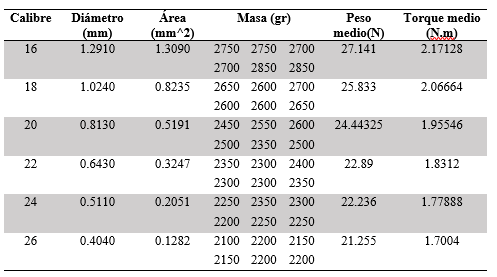 Calibre Diámetro (mm) Área (mm^2) Masa (gr) Peso medio(N) Torque medio (N.m)
16 1.2910 1.3090 2750 2750 2700 27.141 2.17128
2700 2850 2850
18 1.0240 0.8235 2650 2600 2700 25.833 2.06664
2600 2600 2650
20 0.8130 0.5191 2450 2550 2600 24.44325 1.95546
2500 2350 2500
22 0.6430 0.3247 2350 2300 2400 22.89 1.8312
2300 2300 2350
24 0.5110 0.2051 2250 2350 2300 22.236 1.77888
2200 2250 2250
26 0.4040 0.1282 2100 2200 2150 21.255 1.7004
2150 2200 2200